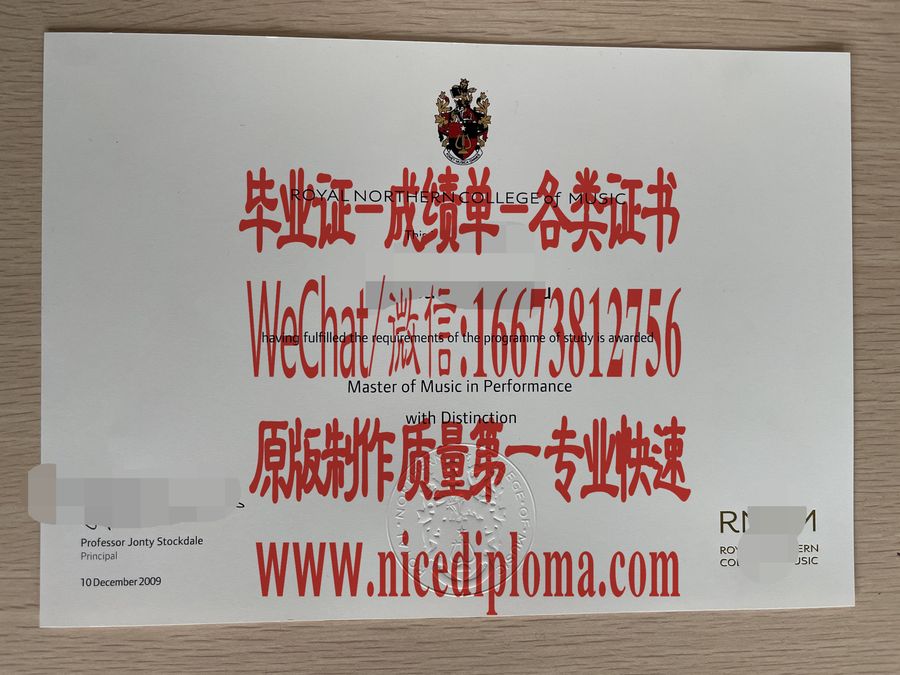 ROYAL NORTHERN COLLEGE of MUSIC
毕业证一成绩单一各类证书
This
WeChat/微信:16673812756
having fulfilled the requirements of the programme of study is awarded
Master of Music in Performance
with Distinction
原版制作质量第一专业快速
Professor Jonty Stockdale
Principal
10 December 2009
www.nicediploma.com